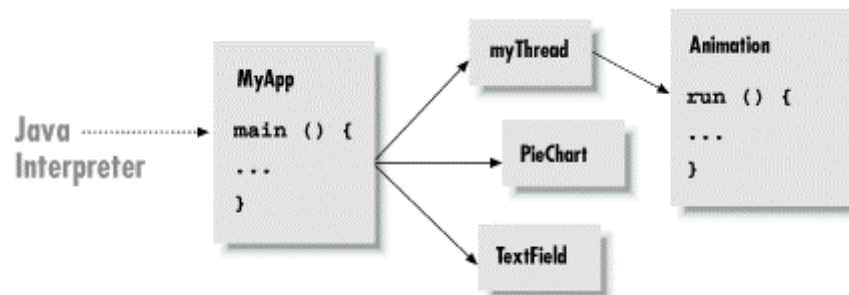 Java
Interpreter
MyApp
main () {
...
}
myThread
PieChart
TextField
Animation
run () {
...
}